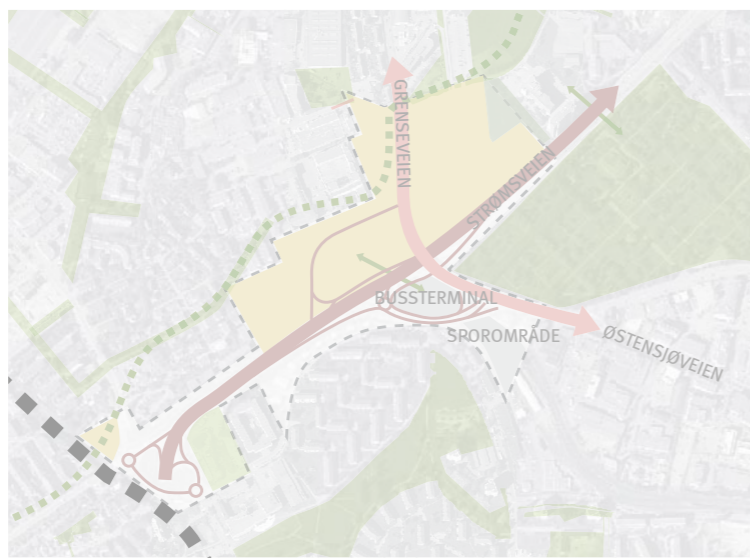 GRENSEVEIEN
STRØMSVEIEN
BUSSTERMINAL
SPOROMRÅDE
ØSTENSJØVEIEN